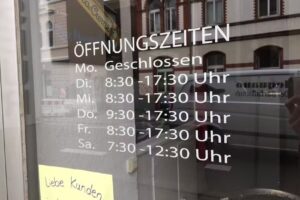 ÖFFNUNGSZEITEN
Mo. Geschlossen
Di. 8:30-17:30 Uhr
Mi. 8:30-17:30 Uhr
Do. 9:30-17:30 Uhr
Fr. 8:30-17:30 Uhr
Sa. 7:30-12:30 Uhr
Liebe Kunden